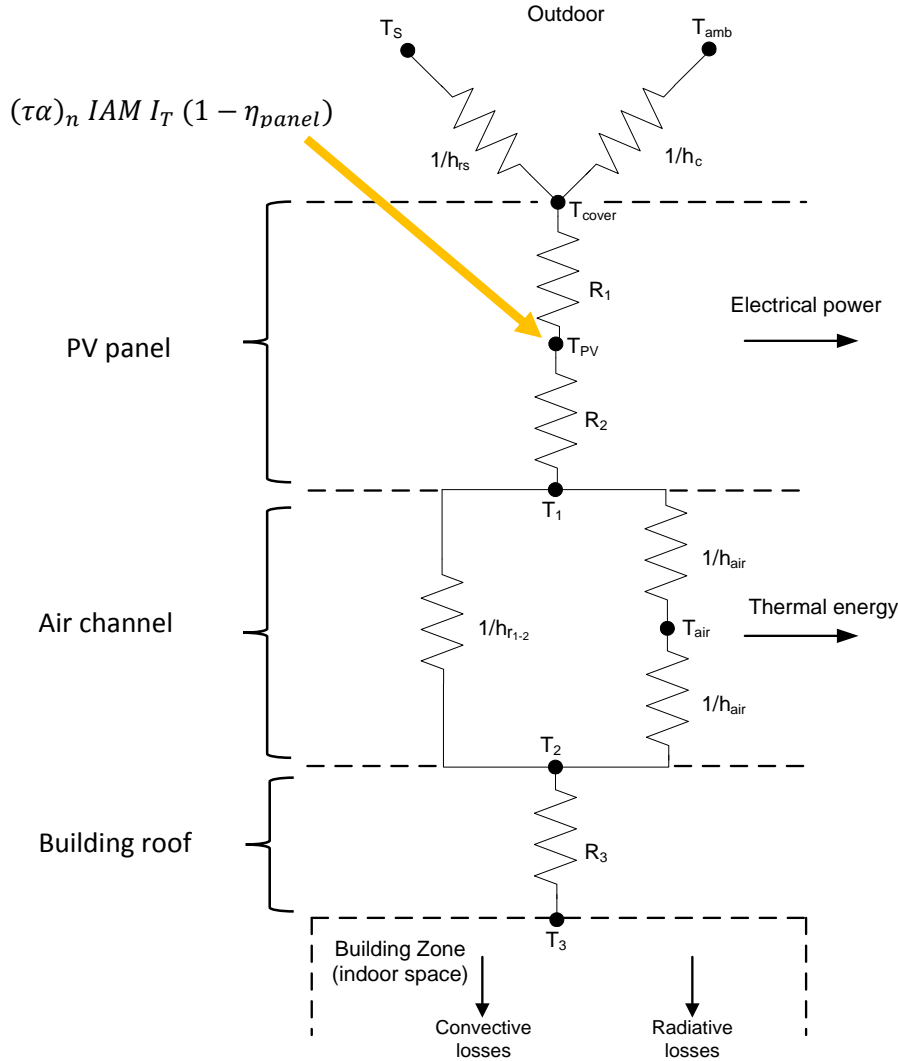 Outdoor
T_S
T_amb
(τα)_n IAM I_T (1 − η_panel)
1/h_rs
1/h_c
T_cover
R_1
Electrical power
PV panel
T_PV
R_2
T_1
1/h_air
Air channel
1/h_r_1-2
T_air
Thermal energy
1/h_air
T_2
Building roof
R_3
T_3
Building Zone
(indoor space)
Convective
losses
Radiative
losses